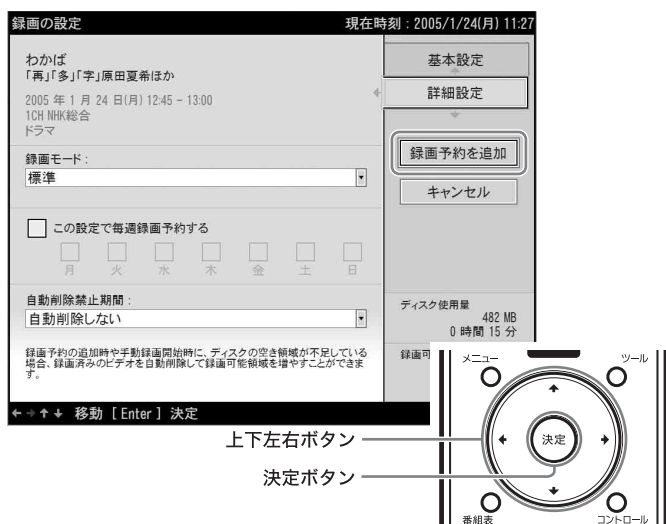 録画の設定
現在時刻：2005/1/24(月) 11:27
わかば
「再」「多」「字」原田夏希ほか
2005 年 1 月 24 日(月) 12:45 - 13:00
1CH NHK総合
ドラマ
録画モード：
標準
この設定で毎週録画予約する
月 火 水 木 金 土 日
自動削除禁止期間：
自動削除しない
録画予約の追加時や手動録画開始時に、ディスクの空き領域が不足している
場合、録画済みのビデオを自動削除して録画可能領域を増やすことができま
す。
基本設定
詳細設定
録画予約を追加
キャンセル
ディスク使用量
482 MB
0 時間 15 分
録画可
←→↑↓ 移動 [ Enter ] 決定
メニュー
ツール
決定
番組表
コントロール
上下左右ボタン
決定ボタン